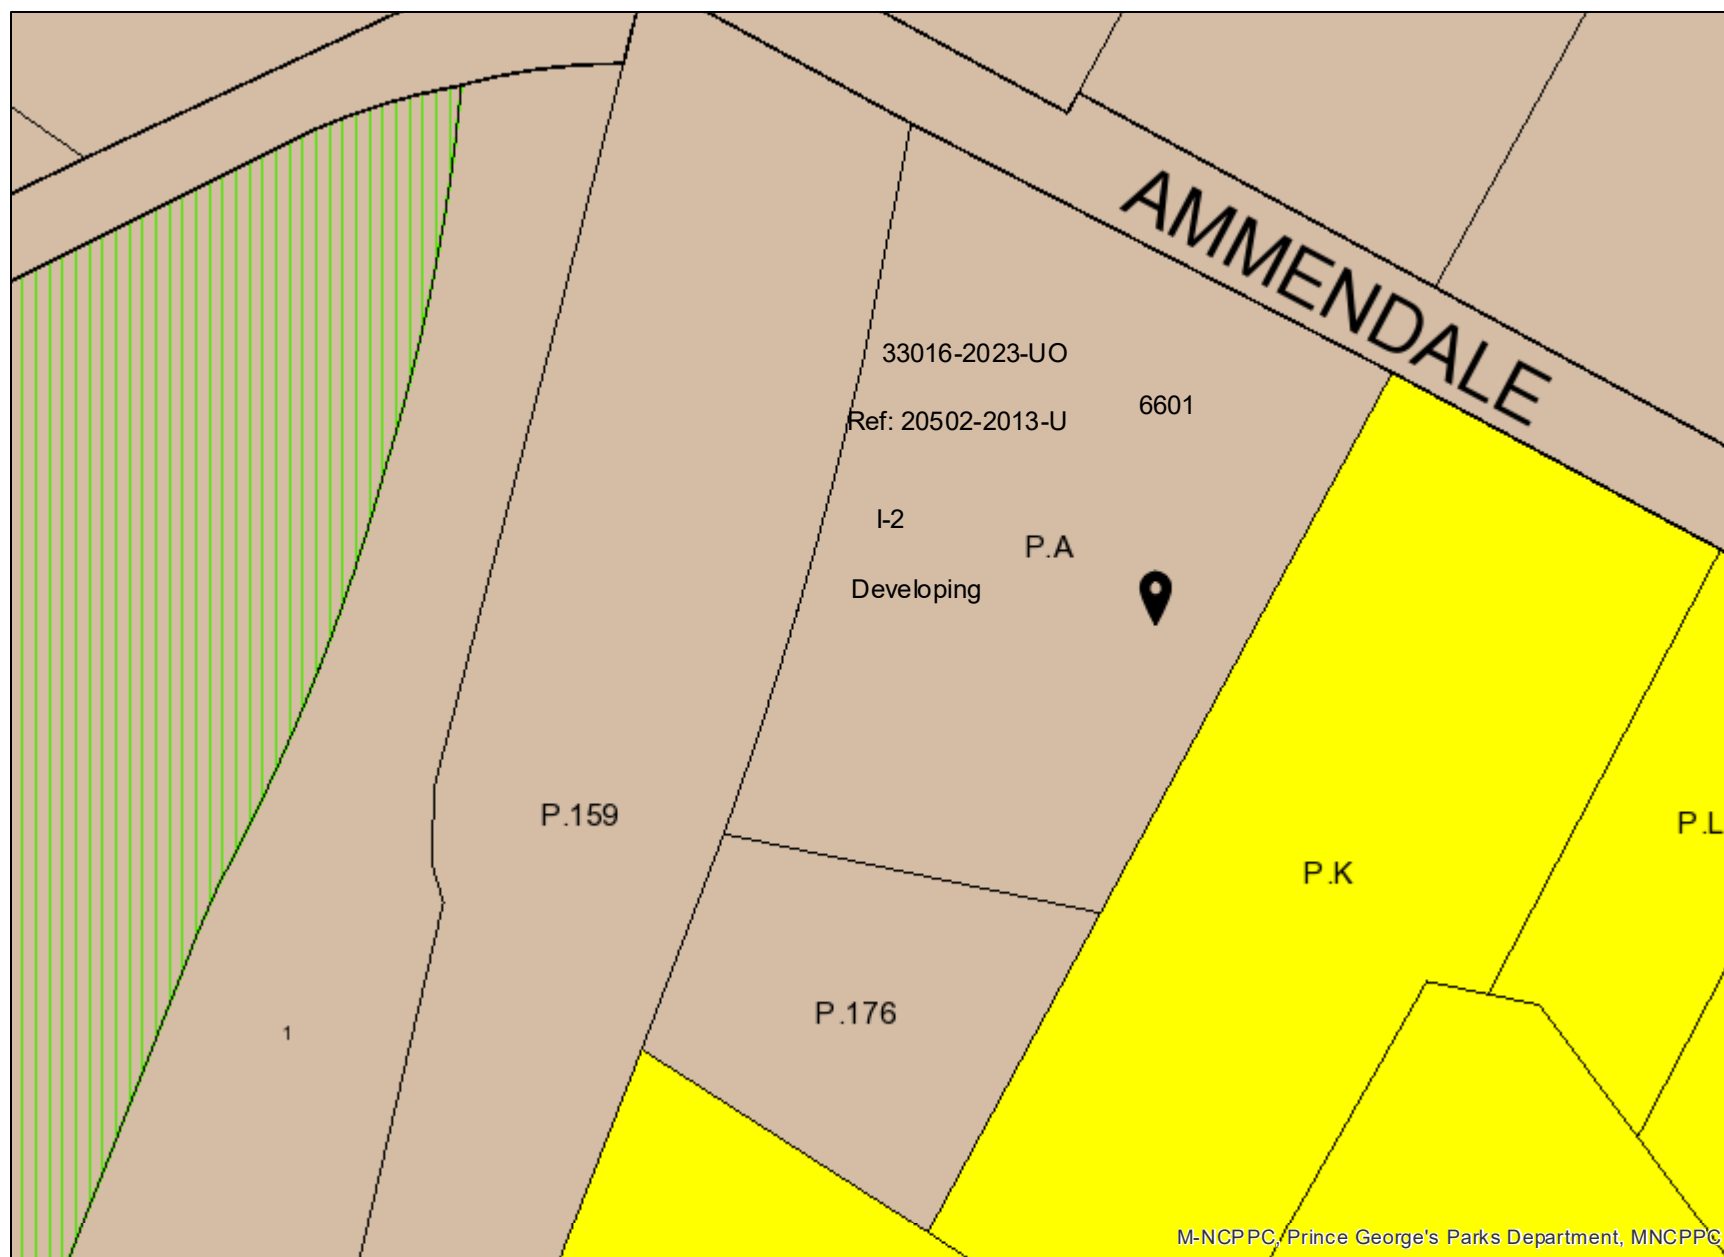 AMMENDALE
33016-2023-UO
6601
Ref: 20502-2013-U
I-2
P.A
Developing
P.159
P.L
P.K
P.176
1
M-NCPPC, Prince George's Parks Department, MNCPPC